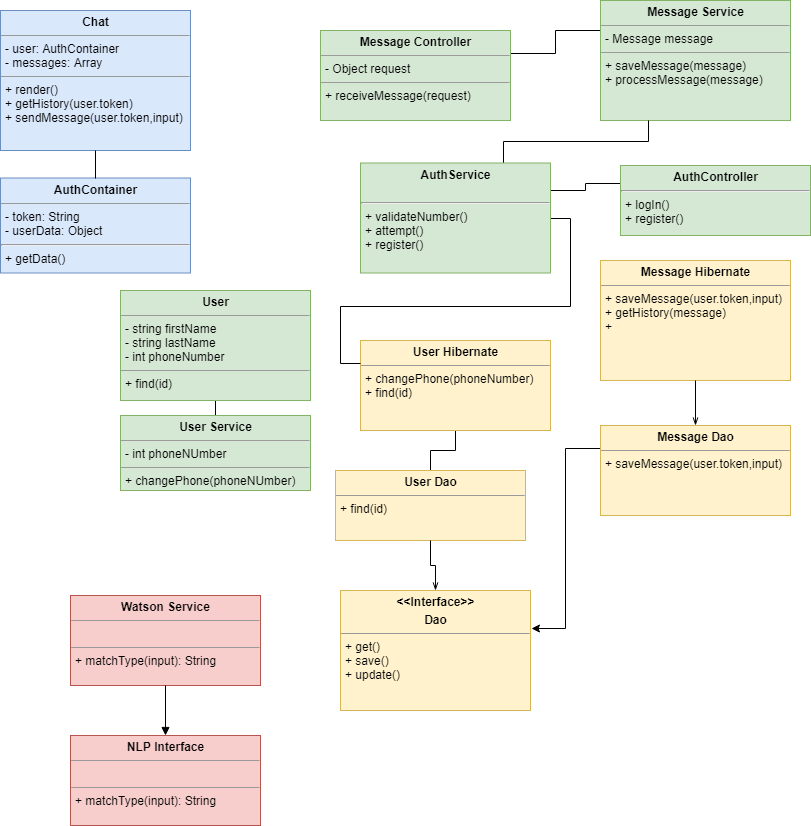 Chat
- user: AuthContainer
- messages: Array
+ render()
+ getHistory(user.token)
+ sendMessage(user.token,input)
AuthContainer
- token: String
- userData: Object
+ getData()
Message Controller
- Object request
+ receiveMessage(request)
Message Service
- Message message
+ saveMessage(message)
+ processMessage(message)
AuthService
+ validateNumber()
+ attempt()
+ register()
AuthController
+ logIn()
+ register()
User
- string firstName
- string lastName
- int phoneNumber
+ find(id)
User Service
- int phoneNUmber
+ changePhone(phoneNUmber)
User Hibernate
+ changePhone(phoneNumber)
+ find(id)
Message Hibernate
+ saveMessage(user.token,input)
+ getHistory(message)
+
User Dao
+ find(id)
Message Dao
+ saveMessage(user.token,input)
<<Interface>>
Dao
+ get()
+ save()
+ update()
Watson Service
+ matchType(input): String
NLP Interface
+ matchType(input): String